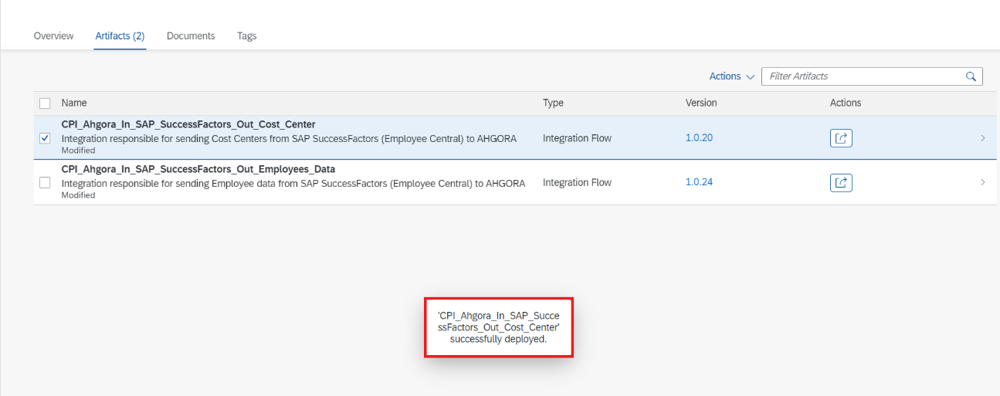 Overview Artifacts (2) Documents Tags
Actions Filter Artifacts
Name Type Version Actions
CPI_Ahgora_In_SAP_SuccessFactors_Out_Cost_Center
Integration responsible for sending Cost Centers from SAP SuccessFactors (Employee Central) to AHGORA Integration Flow 1.0.20
Modified
CPI_Ahgora_In_SAP_SuccessFactors_Out_Employees_Data
Integration responsible for sending Employee data from SAP SuccessFactors (Employee Central) to AHGORA Integration Flow 1.0.24
Modified
'CPI_Ahgora_In_SAP_Succe
ssFactors_Out_Cost_Center'
successfully deployed.